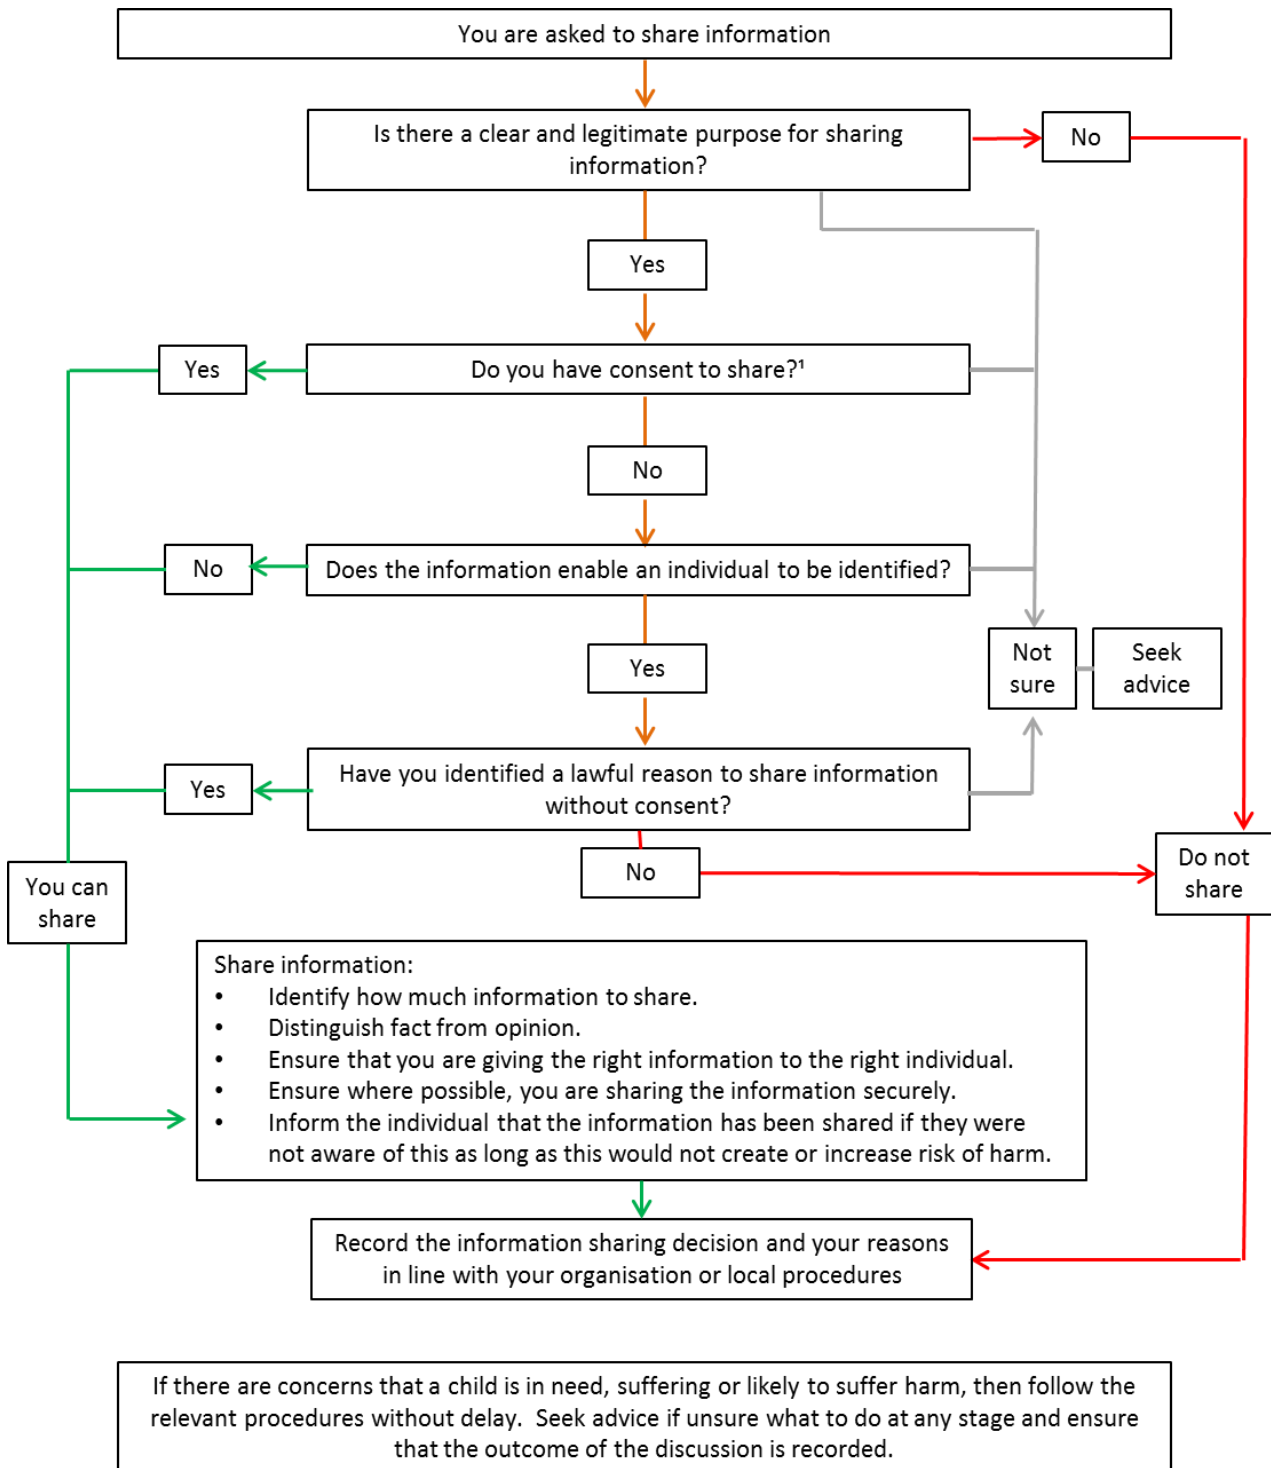 You are asked to share information
Is there a clear and legitimate purpose for sharing
information?
No
Yes
Yes
Do you have consent to share?¹
No
No
Does the information enable an individual to be identified?
Yes
Not
sure
Seek
advice
Yes
Have you identified a lawful reason to share information
without consent?
No
Do not
share
You can
share
Share information:
• Identify how much information to share.
• Distinguish fact from opinion.
• Ensure that you are giving the right information to the right individual.
• Ensure where possible, you are sharing the information securely.
• Inform the individual that the information has been shared if they were
not aware of this as long as this would not create or increase risk of harm.
Record the information sharing decision and your reasons
in line with your organisation or local procedures
If there are concerns that a child is in need, suffering or likely to suffer harm, then follow the
relevant procedures without delay.  Seek advice if unsure what to do at any stage and ensure
that the outcome of the discussion is recorded.